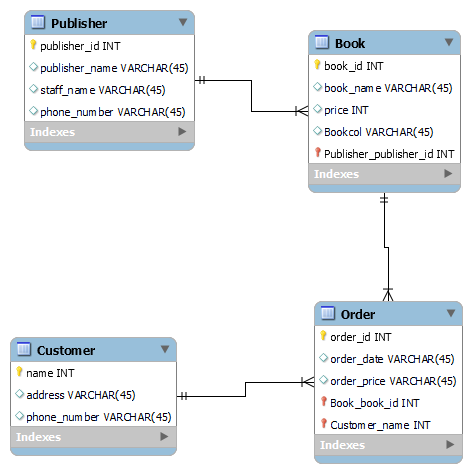 Publisher
publisher_id INT
publisher_name VARCHAR(45)
staff_name VARCHAR(45)
phone_number VARCHAR(45)
Indexes
Book
book_id INT
book_name VARCHAR(45)
price INT
Bookcol VARCHAR(45)
Publisher_publisher_id INT
Indexes
Customer
name INT
address VARCHAR(45)
phone_number VARCHAR(45)
Indexes
Order
order_id INT
order_date VARCHAR(45)
order_price VARCHAR(45)
Book_book_id INT
Customer_name INT
Indexes